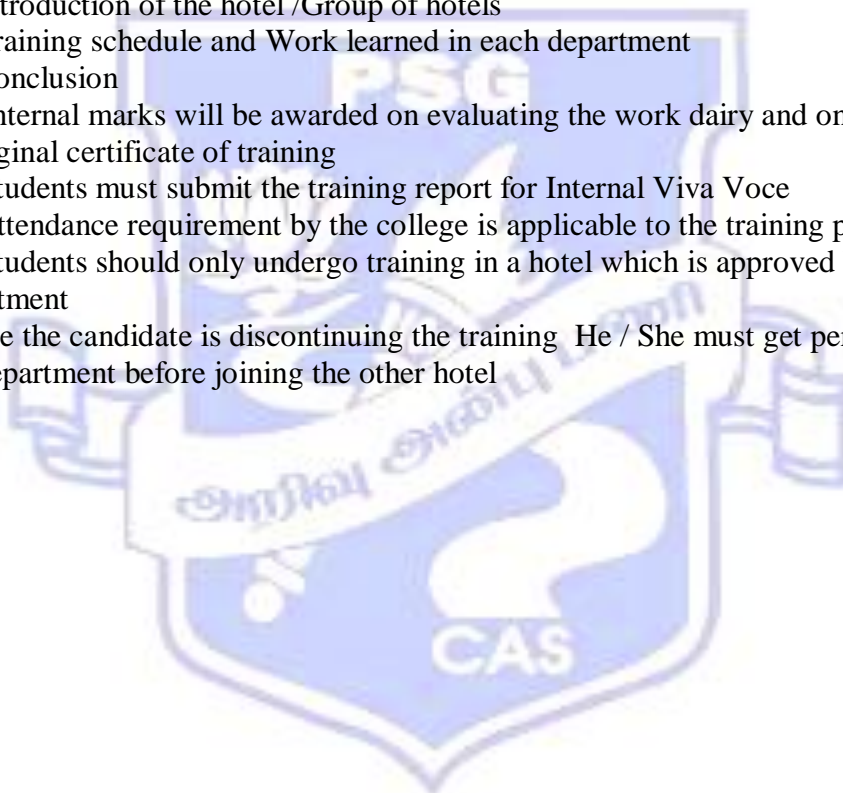 troduction of the hotel /Group of hotels
raining schedule and Work learned in each department
onclusion
nternal marks will be awarded on evaluating the work dairy and on
ginal certificate of training
tudents must submit the training report for Internal Viva Voce
ttendance requirement by the college is applicable to the training p
tudents should only undergo training in a hotel which is approved
tment
e the candidate is discontinuing the training He / She must get per
epartment before joining the other hotel
PSG
அறிவு அன்பு பணி
CAS